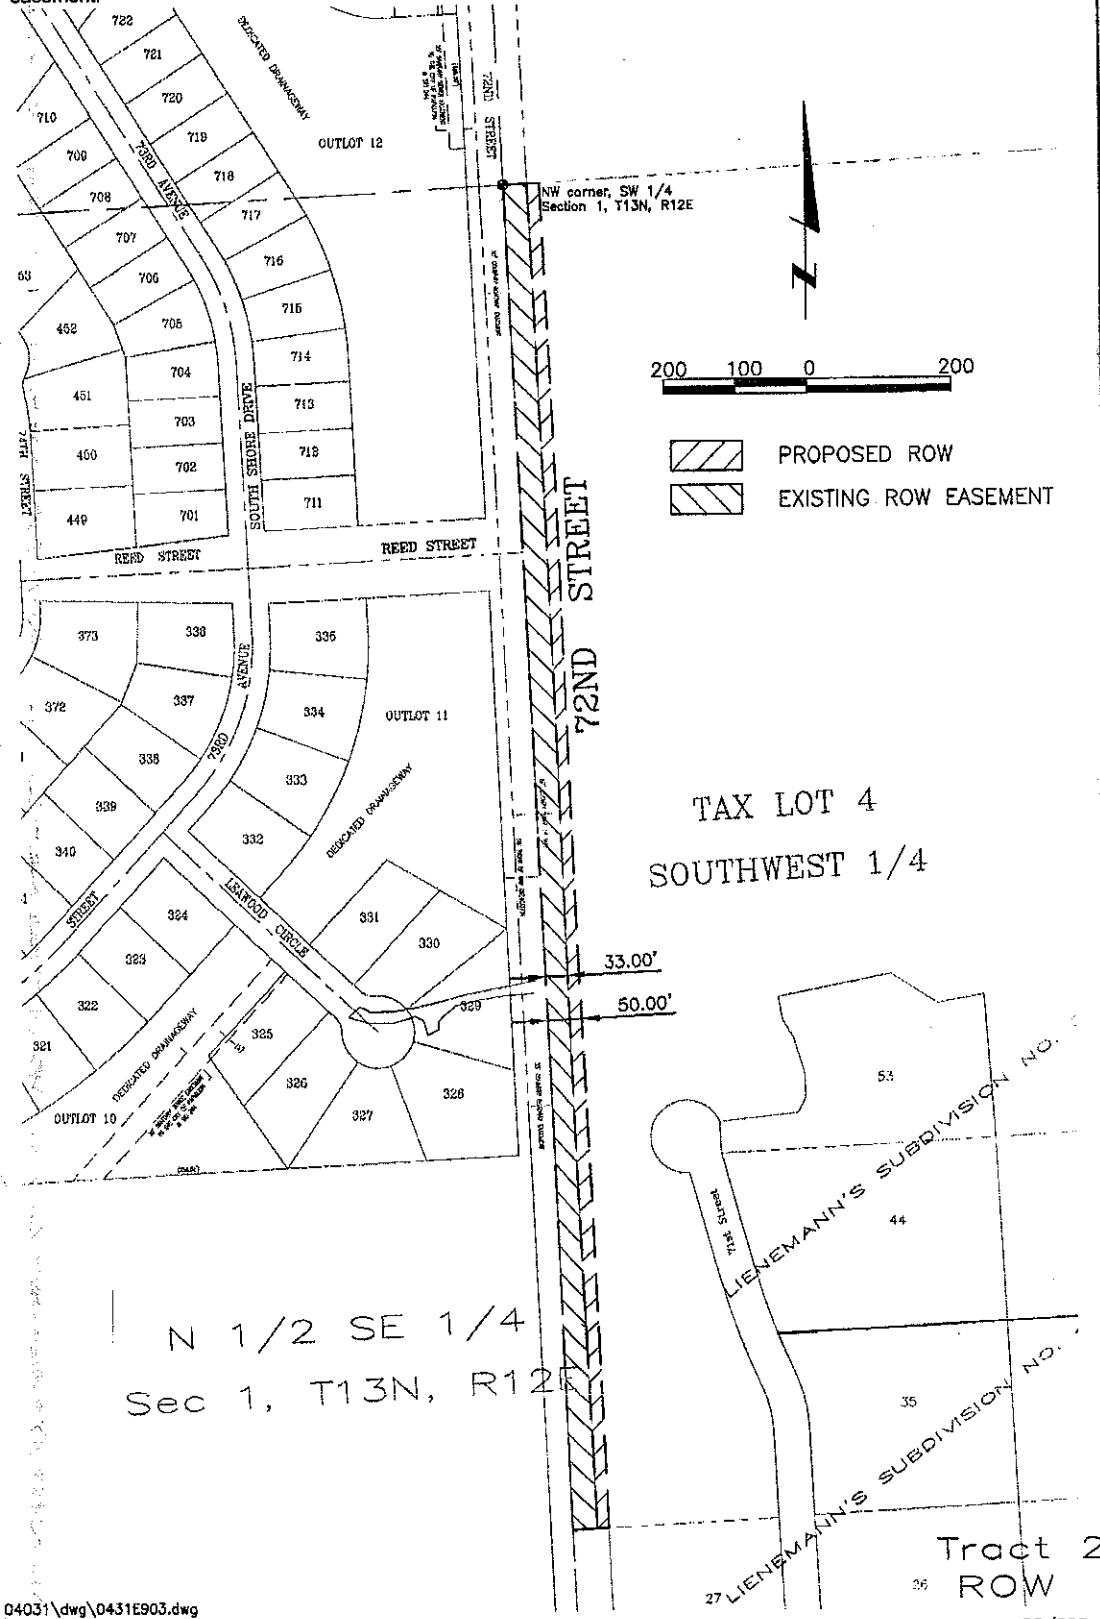 easement.
722
721
720
719
718
717
716
715
714
713
712
711
710
709
708
707
706
705
704
703
702
701
53
452
451
450
449
73RD AVENUE
DEDICATED DRAINAGEWAY
OUTLOT 12
72ND STREET
NW corner, SW 1/4
Section 1, T13N, R12E
N
200 100 0 200
PROPOSED ROW
EXISTING ROW EASEMENT
SOUTH SHORE DRIVE
74TH STREET
REED STREET
REED STREET
72ND STREET
373
336
335
372
337
334
338
333
339
332
340
AVENUE
73RD
STREET
OUTLOT 11
DEDICATED DRAINAGEWAY
TAX LOT 4
SOUTHWEST 1/4
LEAWOOD CIRCLE
331
330
329
324
323
322
321
325
326
327
328
33.00'
50.00'
DEDICATED DRAINAGEWAY
OUTLOT 10
53
44
35
71st Street
LIENEMANN'S SUBDIVISION NO.
LIENEMANN'S SUBDIVISION NO.
N 1/2 SE 1/4
Sec 1, T13N, R12E
27
Tract 2
ROW
04031\dwg\0431E903.dwg